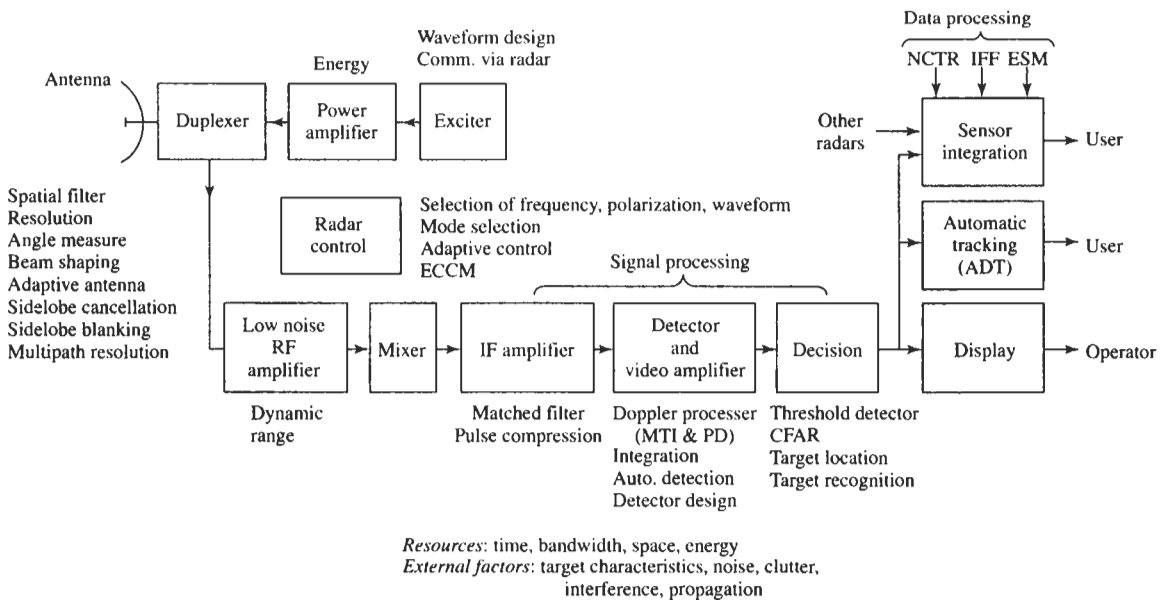 Data processing
NCTR IFF ESM
Waveform design
Comm. via radar
Energy
Antenna
Duplexer
Power
amplifier
Exciter
Other
radars
Sensor
integration
User
Spatial filter
Resolution
Angle measure
Beam shaping
Adaptive antenna
Sidelobe cancellation
Sidelobe blanking
Multipath resolution
Radar
control
Selection of frequency, polarization, waveform
Mode selection
Adaptive control
ECCM
Signal processing
Automatic
tracking
(ADT)
User
Low noise
RF
amplifier
Mixer
IF amplifier
Detector
and
video amplifier
Decision
Display
Operator
Dynamic
range
Matched filter
Pulse compression
Doppler processer
(MTI & PD)
Integration
Auto. detection
Detector design
Threshold detector
CFAR
Target location
Target recognition
Resources: time, bandwidth, space, energy
External factors: target characteristics, noise, clutter,
interference, propagation